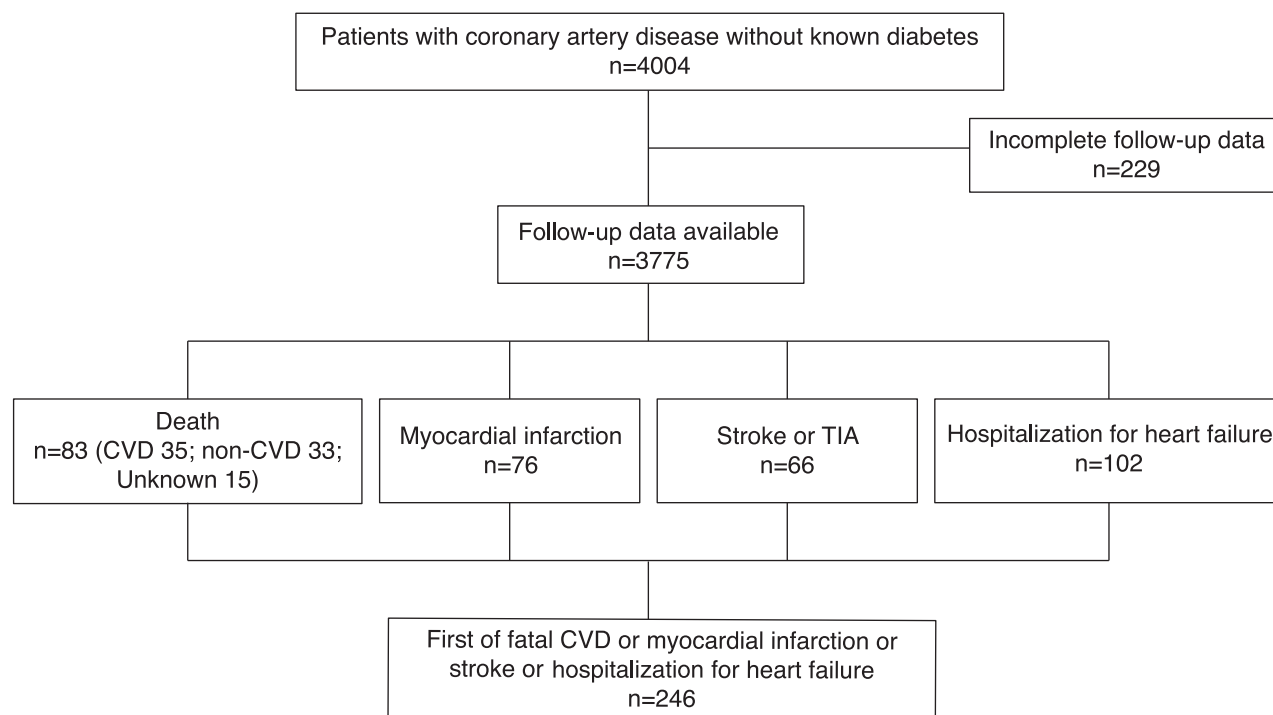 Patients with coronary artery disease without known diabetes
n=4004
Incomplete follow-up data
n=229
Follow-up data available
n=3775
Death
n=83 (CVD 35; non-CVD 33;
Unknown 15)
Myocardial infarction
n=76
Stroke or TIA
n=66
Hospitalization for heart failure
n=102
First of fatal CVD or myocardial infarction or
stroke or hospitalization for heart failure
n=246